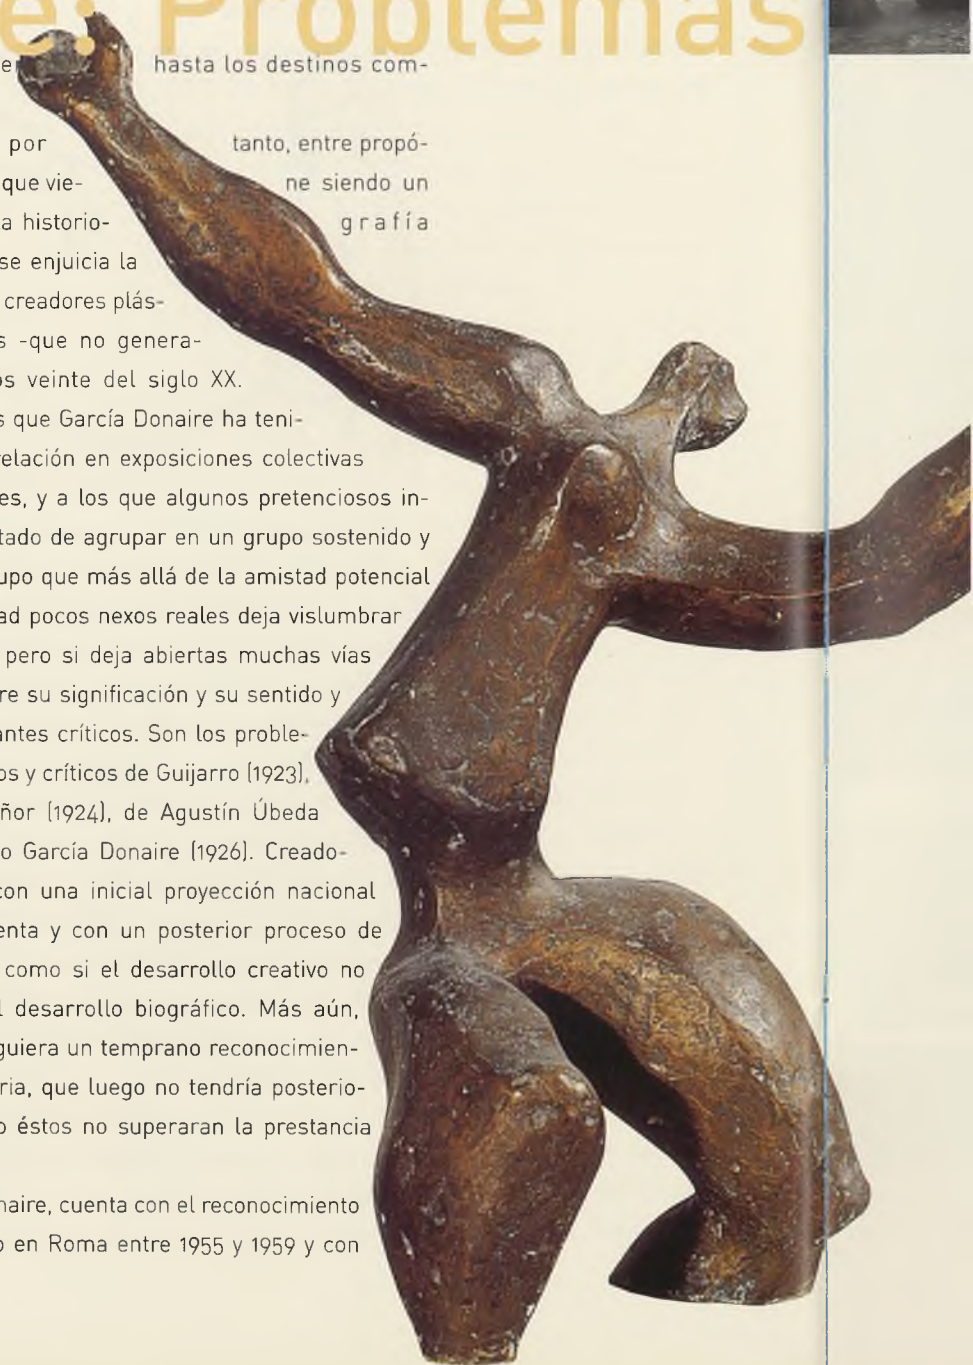 e: Problemas
hasta los destinos com-
por tanto, entre propó-
que vie- ne siendo un
a historio- grafía
se enjuicia la
creadores plás-
s -que no genera-
os veinte del siglo XX.
s que García Donaire ha teni-
relación en exposiciones colectivas
es, y a los que algunos pretenciosos in-
tado de agrupar en un grupo sostenido y
upo que más allá de la amistad potencial
ad pocos nexos reales deja vislumbrar
pero si deja abiertas muchas vías
re su significación y su sentido y
antes críticos. Son los proble-
os y críticos de Guijarro (1923),
ñor (1924), de Agustín Úbeda
o García Donaire (1926). Creado-
con una inicial proyección nacional
enta y con un posterior proceso de
como si el desarrollo creativo no
l desarrollo biográfico. Más aún,
guiera un temprano reconocimien-
ria, que luego no tendría posterio-
o éstos no superaran la prestancia
naire, cuenta con el reconocimiento
o en Roma entre 1955 y 1959 y con